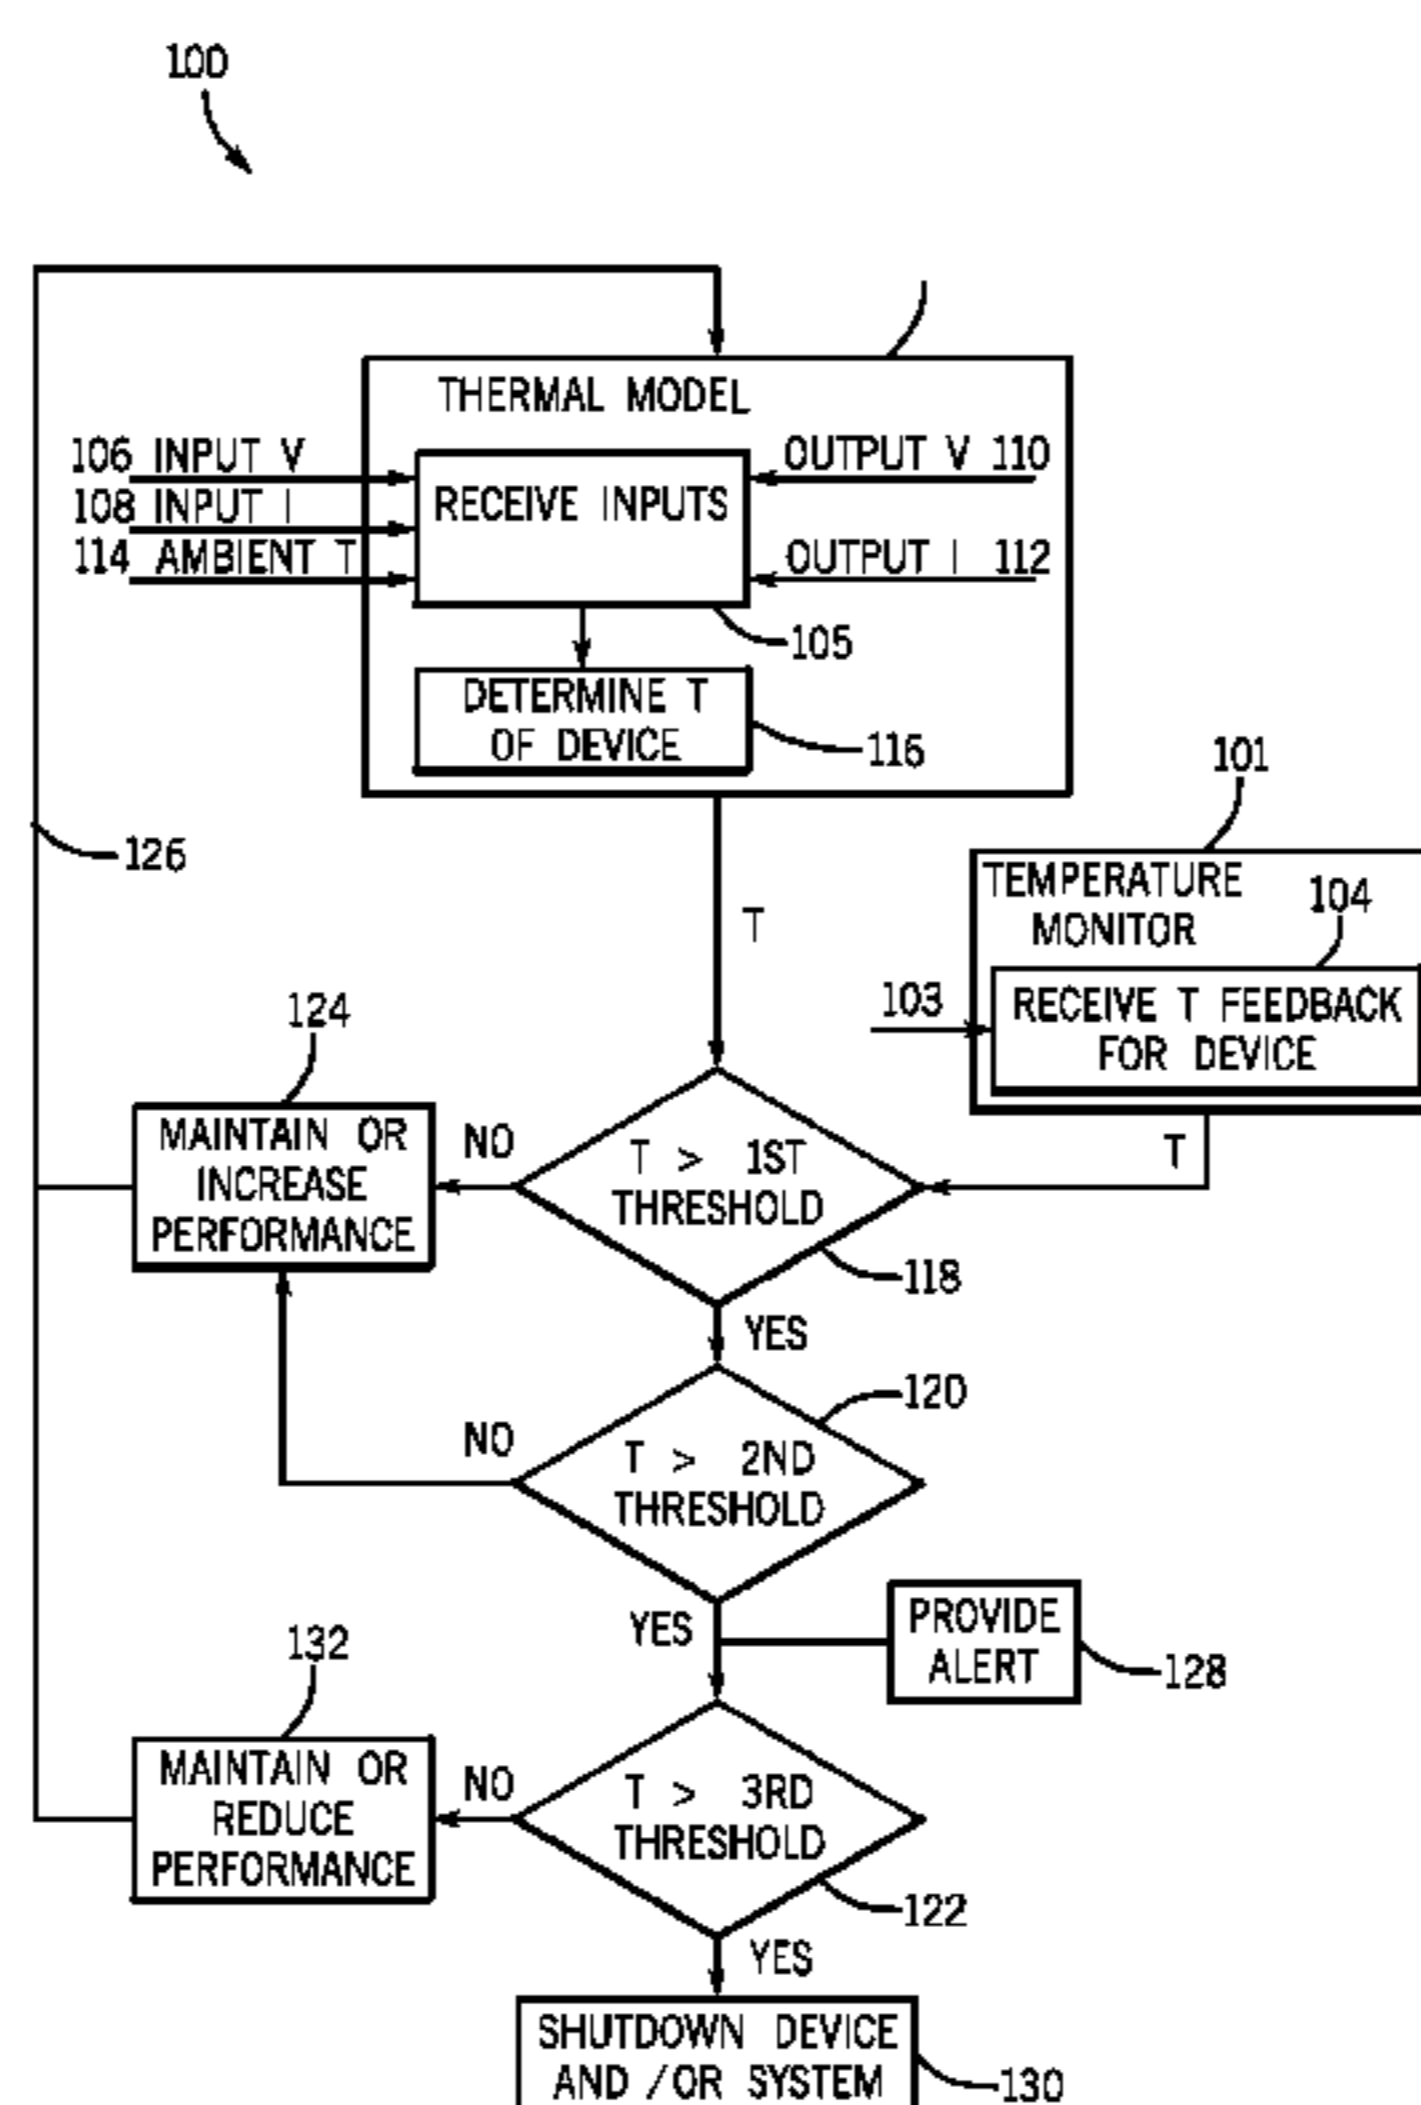 100
THERMAL MODEL
106 INPUT V
OUTPUT V 110
RECEIVE INPUTS
108 INPUT I
114 AMBIENT T
OUTPUT I 112
105
DETERMINE T
OF DEVICE
116
101
126
TEMPERATURE
MONITOR
104
T
103
RECEIVE T FEEDBACK
FOR DEVICE
124
MAINTAIN OR
INCREASE
PERFORMANCE
NO
T > 1ST
THRESHOLD
T
118
YES
120
NO
T > 2ND
THRESHOLD
YES
PROVIDE
ALERT
128
132
MAINTAIN OR
REDUCE
PERFORMANCE
NO
T > 3RD
THRESHOLD
122
YES
SHUTDOWN DEVICE
AND /OR SYSTEM
130